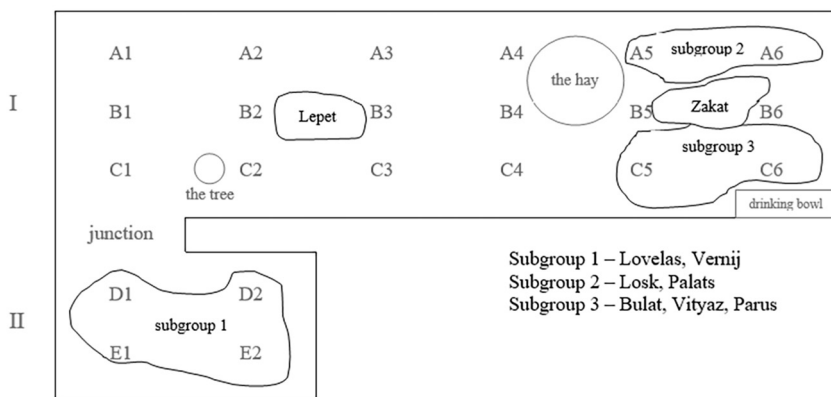 A1 A2 A3 A4 A5 subgroup 2 A6
the hay
I
B1 B2 Lepet B3 B4 B5 Zakat B6
subgroup 3
C1 C2 C3 C4 C5 C6
the tree
drinking bowl
junction
Subgroup 1 – Lovelas, Vernij
Subgroup 2 – Losk, Palats
Subgroup 3 – Bulat, Vityaz, Parus
D1 D2
II
subgroup 1
E1 E2